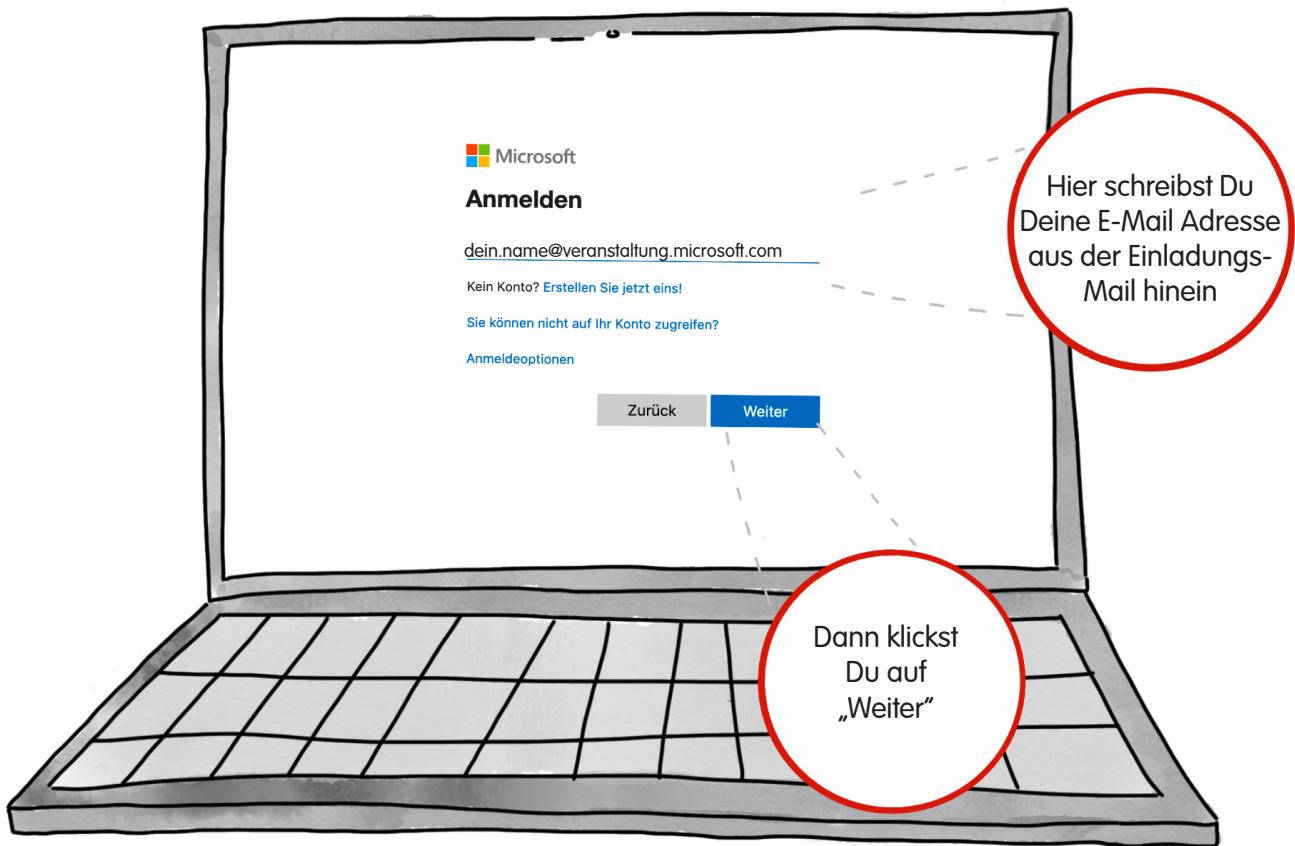 Microsoft
Anmelden
dein.name@veranstaltung.microsoft.com
Kein Konto? Erstellen Sie jetzt eins!
Sie können nicht auf Ihr Konto zugreifen?
Anmeldeoptionen
Zurück
Weiter
Hier schreibst Du
Deine E-Mail Adresse
aus der Einladungs-
Mail hinein
Dann klickst
Du auf
„Weiter“